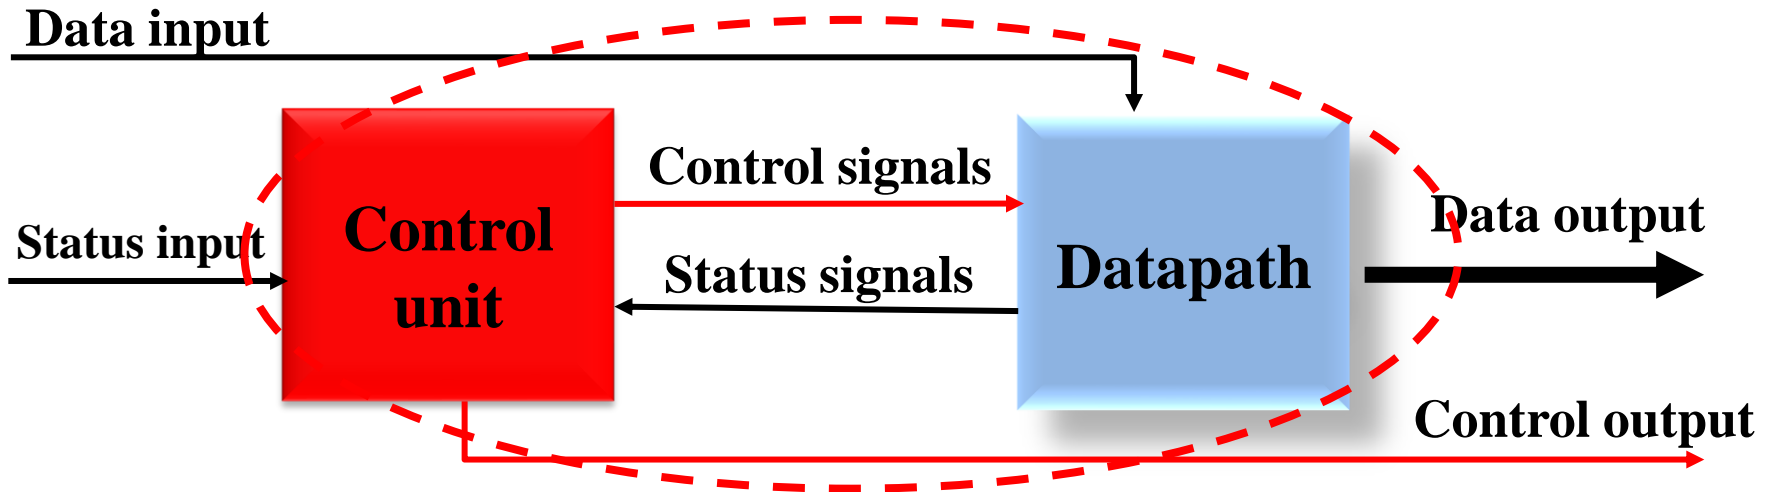 Data input
Control signals
Control
unit
Status input
Status signals
Datapath
Data output
Control output